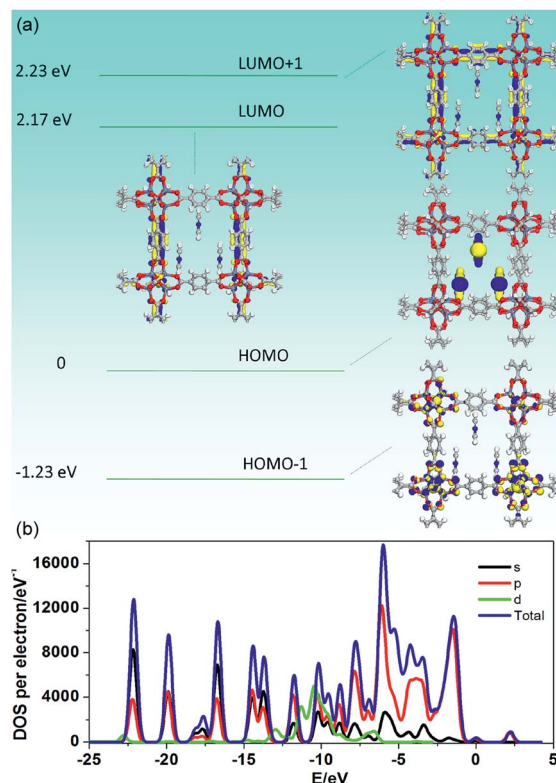 (a)
2.23 eV
LUMO+1
2.17 eV
LUMO
0
HOMO
-1.23 eV
HOMO-1
(b)
DOS per electron/eV⁻¹
16000
12000
8000
4000
0
s
p
d
Total
-25 -20 -15 -10 -5 0 5
E/eV